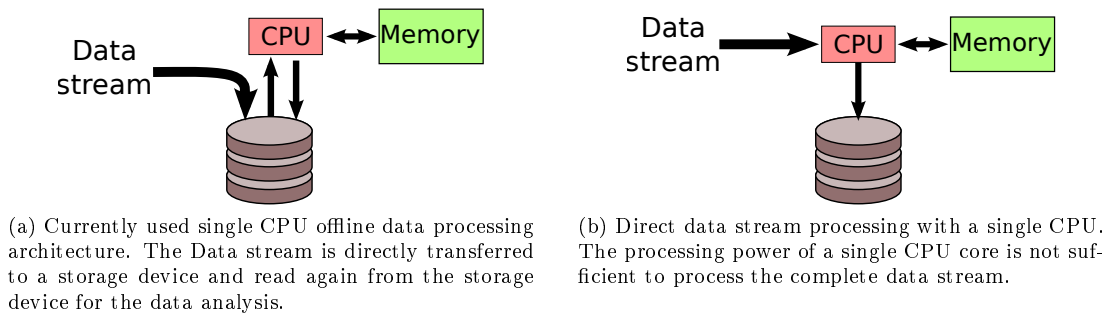 Data
stream
CPU
Memory
(a) Currently used single CPU offline data processing
architecture. The Data stream is directly transferred
to a storage device and read again from the storage
device for the data analysis.
Data
stream
CPU
Memory
(b) Direct data stream processing with a single CPU.
The processing power of a single CPU core is not suf-
ficient to process the complete data stream.